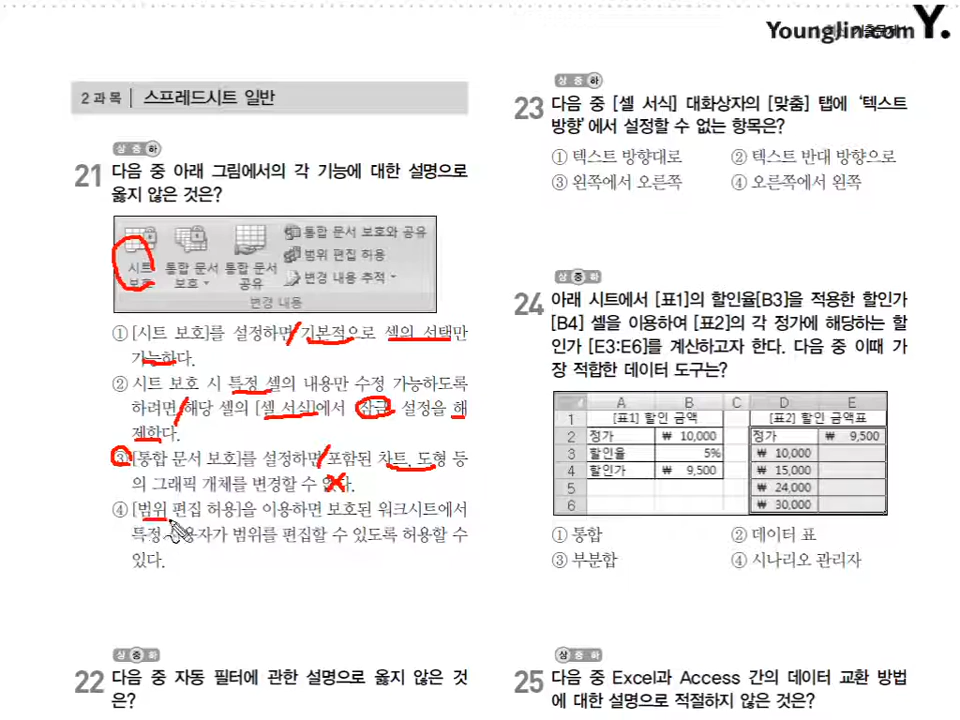 Younglin.com Y.
기출문제
2과목 스프레드시트 일반
상 중 하
21 다음 중 아래 그림에서의 각 기능에 대한 설명으로
옳지 않은 것은?
시트 보호
통합 문서 보호
통합 문서 공유
통합 문서 보호와 공유
범위 편집 허용
변경 내용 추적
변경 내용
① [시트 보호]를 설정하면 기본적으로 셀의 선택만
가능하다.
② 시트 보호 시 특정 셀의 내용만 수정 가능하도록
하려면 해당 셀의 [셀 서식]에서 '잠금' 설정을 해
제한다.
③ [통합 문서 보호]를 설정하면 포함된 차트, 도형 등
의 그래픽 개체를 변경할 수 없다.
④ [범위 편집 허용]을 이용하면 보호된 워크시트에서
특정 사용자가 범위를 편집할 수 있도록 허용할 수
있다.
상 중 하
22 다음 중 자동 필터에 관한 설명으로 옳지 않은 것
은?
상 중 하
23 다음 중 [셀 서식] 대화상자의 [맞춤] 탭에 '텍스트
방향'에서 설정할 수 없는 항목은?
① 텍스트 방향대로 ② 텍스트 반대 방향으로
③ 왼쪽에서 오른쪽 ④ 오른쪽에서 왼쪽
상 중 하
24 아래 시트에서 [표1]의 할인율[B3]을 적용한 할인가
[B4] 셀을 이용하여 [표2]의 각 정가에 해당하는 할
인가 [E3:E6]를 계산하고자 한다. 다음 중 이때 가
장 적합한 데이터 도구는?
A B C D E
1 [표1] 할인 금액 [표2] 할인 금액표
2 정가 ₩ 10,000 정가 ₩ 9,500
3 할인율 5% ₩ 10,000
4 할인가 ₩ 9,500 ₩ 15,000
5 ₩ 24,000
6 ₩ 30,000
① 통합 ② 데이터 표
③ 부분합 ④ 시나리오 관리자
상 중 하
25 다음 중 Excel과 Access 간의 데이터 교환 방법
에 대한 설명으로 적절하지 않은 것은?